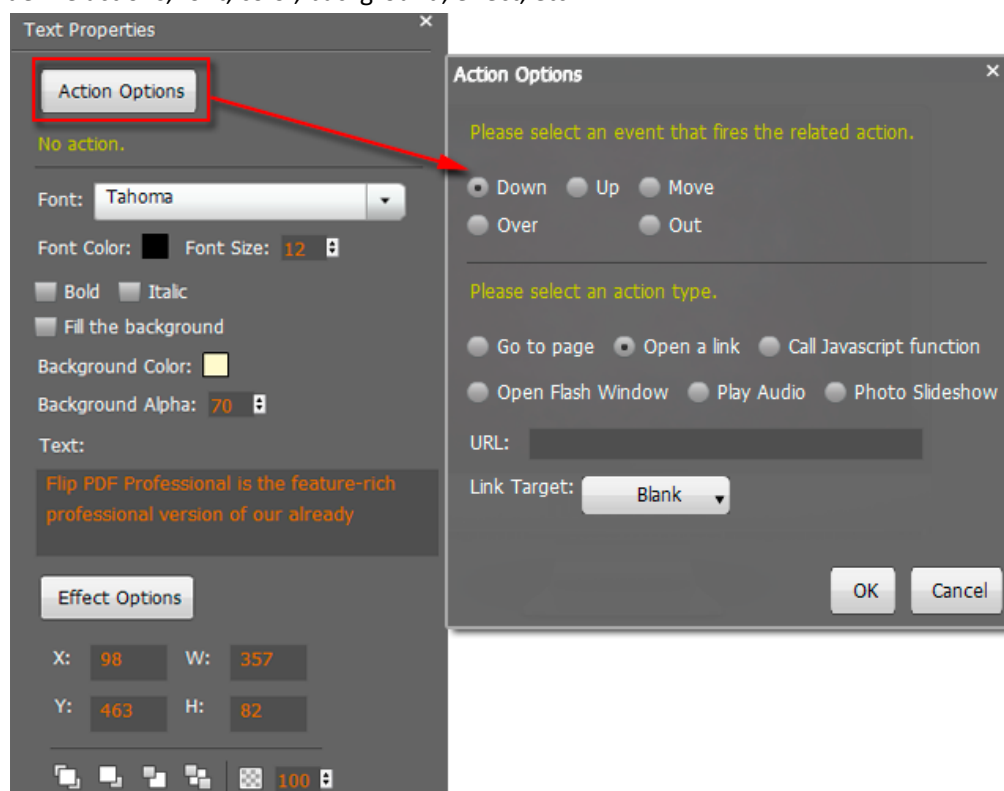 Text Properties ×
Action Options
No action.
Font: Tahoma
Font Color: Font Size: 12
Bold Italic
Fill the background
Background Color:
Background Alpha: 70
Text:
Flip PDF Professional is the feature-rich
professional version of our already
Effect Options
X: 98 W: 357
Y: 463 H: 82
100
Action Options ×
Please select an event that fires the related action.
Down Up Move
Over Out
Please select an action type.
Go to page Open a link Call Javascript function
Open Flash Window Play Audio Photo Slideshow
URL:
Link Target: Blank
OK Cancel